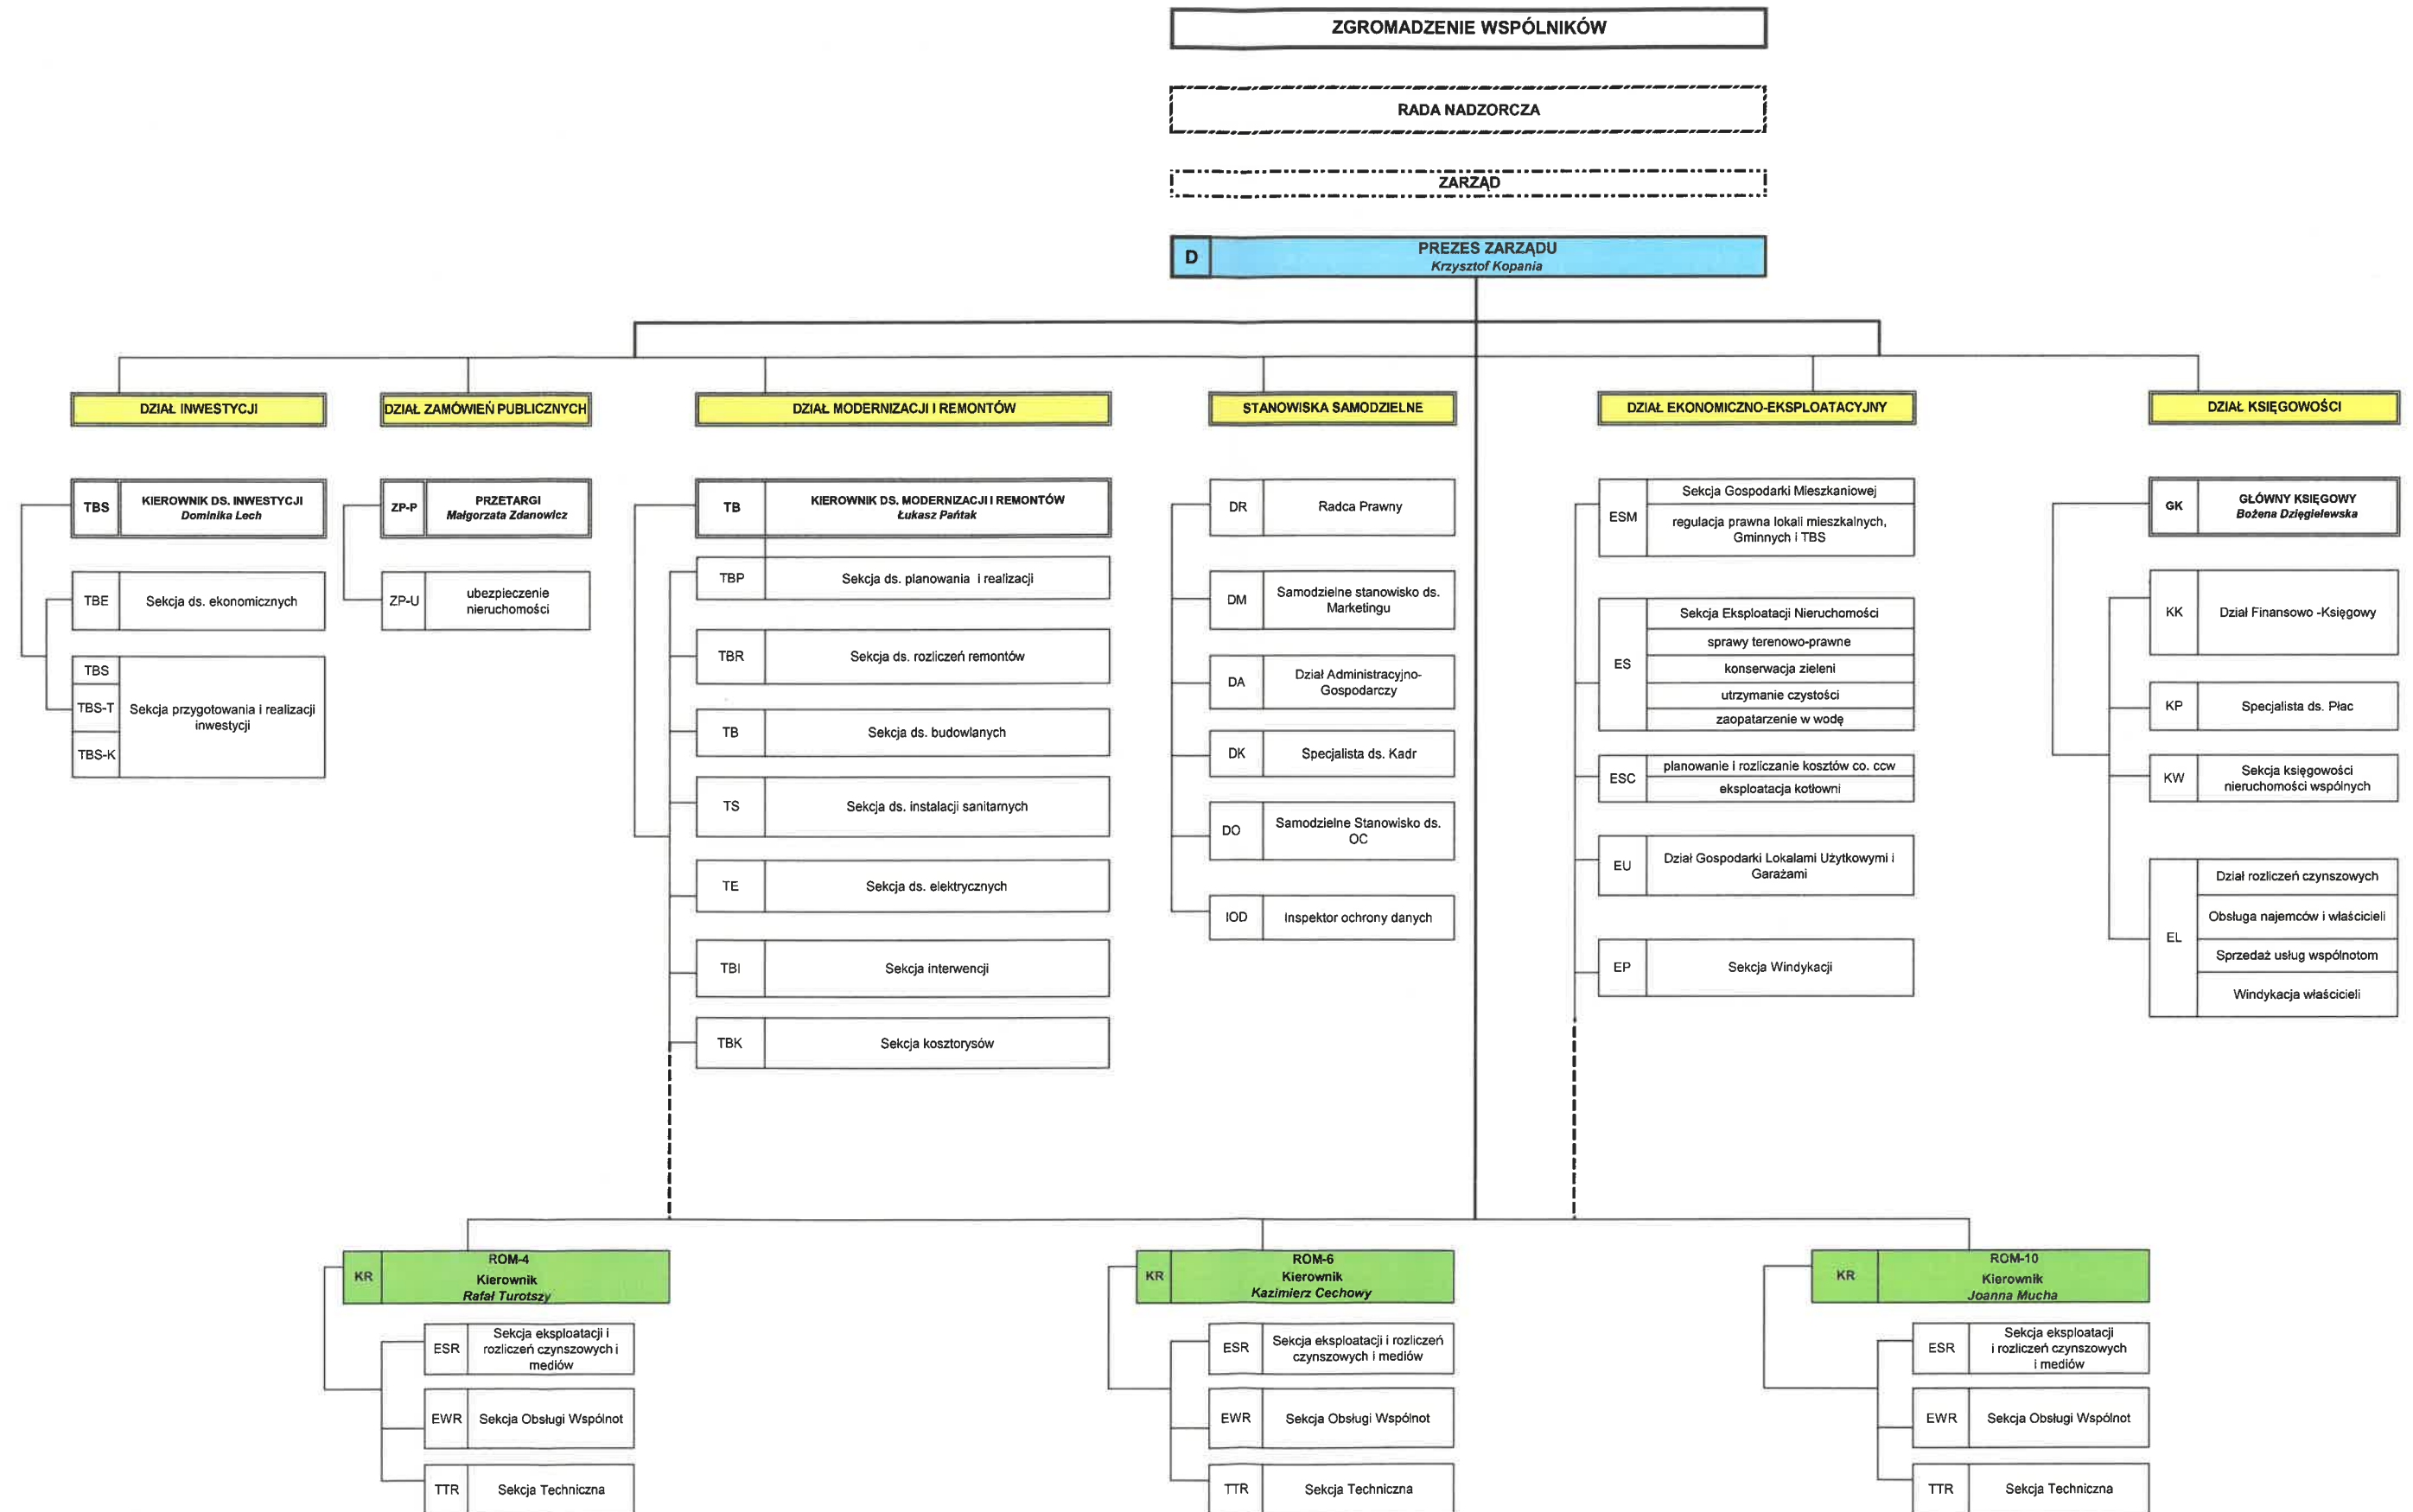 ZGROMADZENIE WSPÓLNIKÓW
RADA NADZORCZA
ZARZĄD
D
PREZES ZARZĄDU
Krzysztof Kopania
DZIAŁ INWESTYCJI
TBS
KIEROWNIK DS. INWESTYCJI
Dominika Lech
TBE
Sekcja ds. ekonomicznych
TBS
TBS-T
TBS-K
Sekcja przygotowania i realizacji
inwestycji
DZIAŁ ZAMÓWIEŃ PUBLICZNYCH
ZP-P
PRZETARGI
Małgorzata Zdanowicz
ZP-U
ubezpieczenie
nieruchomości
DZIAŁ MODERNIZACJI I REMONTÓW
TB
KIEROWNIK DS. MODERNIZACJI I REMONTÓW
Łukasz Pańtak
TBP
Sekcja ds. planowania i realizacji
TBR
Sekcja ds. rozliczeń remontów
TB
Sekcja ds. budowlanych
TS
Sekcja ds. instalacji sanitarnych
TE
Sekcja ds. elektrycznych
TBI
Sekcja interwencji
TBK
Sekcja kosztorysów
STANOWISKA SAMODZIELNE
DR
Radca Prawny
DM
Samodzielne stanowisko ds.
Marketingu
DA
Dział Administracyjno-
Gospodarczy
DK
Specjalista ds. Kadr
DO
Samodzielne Stanowisko ds.
OC
IOD
Inspektor ochrony danych
DZIAŁ EKONOMICZNO-EKSPLOATACYJNY
ESM
Sekcja Gospodarki Mieszkaniowej
regulacja prawna lokali mieszkalnych,
Gminnych i TBS
ES
Sekcja Eksploatacji Nieruchomości
sprawy terenowo-prawne
konserwacja zieleni
utrzymanie czystości
zaopatarzenie w wodę
ESC
planowanie i rozliczanie kosztów co. ccw
eksploatacja kotłowni
EU
Dział Gospodarki Lokalami Użytkowymi i
Garażami
EP
Sekcja Windykacji
DZIAŁ KSIĘGOWOŚCI
GK
GŁÓWNY KSIĘGOWY
Bożena Dzięgielewska
KK
Dział Finansowo -Księgowy
KP
Specjalista ds. Płac
KW
Sekcja księgowości
nieruchomości wspólnych
EL
Dział rozliczeń czynszowych
Obsługa najemców i właścicieli
Sprzedaż usług wspólnotom
Windykacja właścicieli
KR
ROM-4
Kierownik
Rafał Turotszy
ESR
Sekcja eksploatacji i
rozliczeń czynszowych i
mediów
EWR
Sekcja Obsługi Wspólnot
TTR
Sekcja Techniczna
KR
ROM-6
Kierownik
Kazimierz Cechowy
ESR
Sekcja eksploatacji i rozliczeń
czynszowych i mediów
EWR
Sekcja Obsługi Wspólnot
TTR
Sekcja Techniczna
KR
ROM-10
Kierownik
Joanna Mucha
ESR
Sekcja eksploatacji
i rozliczeń czynszowych
i mediów
EWR
Sekcja Obsługi Wspólnot
TTR
Sekcja Techniczna